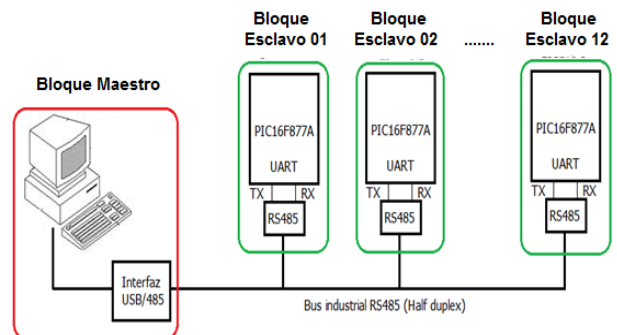 Bloque
Esclavo 01
Bloque
Esclavo 02
.......
Bloque
Esclavo 12
Bloque Maestro
PIC16F877A
UART
TX
RX
RS485
PIC16F877A
UART
TX
RX
RS485
PIC16F877A
UART
TX
RX
RS485
Interfaz
USB/485
Bus industrial RS485 (Half duplex)